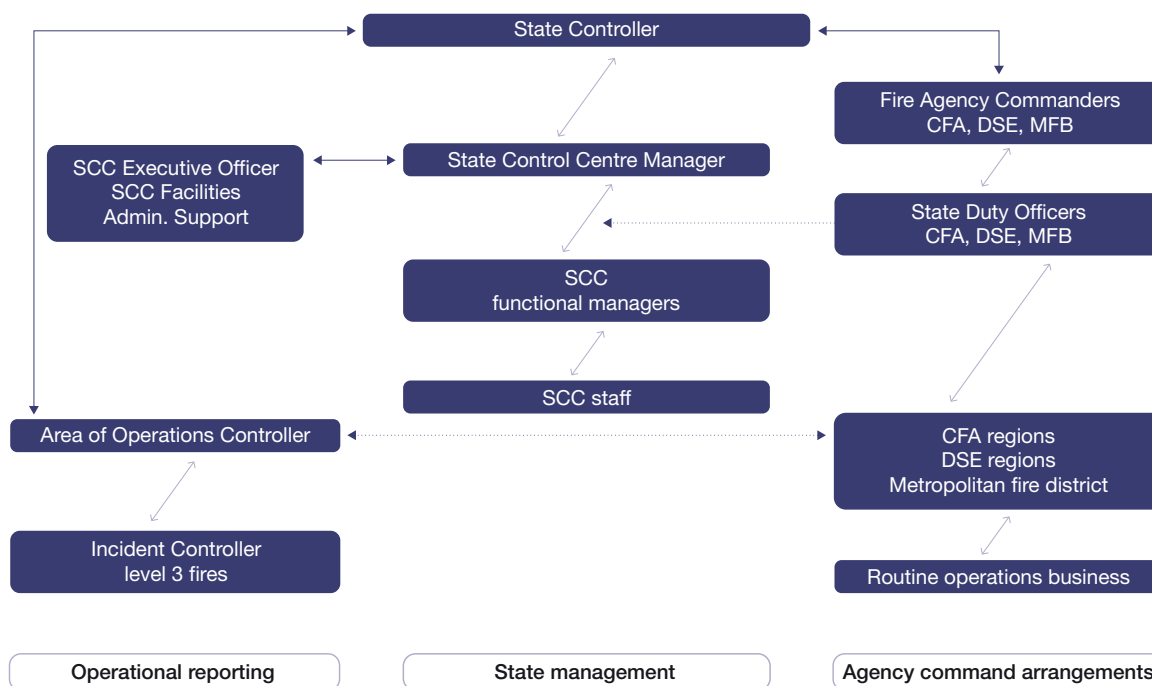 State Controller
Fire Agency Commanders
CFA, DSE, MFB
SCC Executive Officer
SCC Facilities
Admin. Support
State Control Centre Manager
State Duty Officers
CFA, DSE, MFB
SCC
functional managers
SCC staff
Area of Operations Controller
CFA regions
DSE regions
Metropolitan fire district
Incident Controller
level 3 fires
Routine operations business
Operational reporting
State management
Agency command arrangements